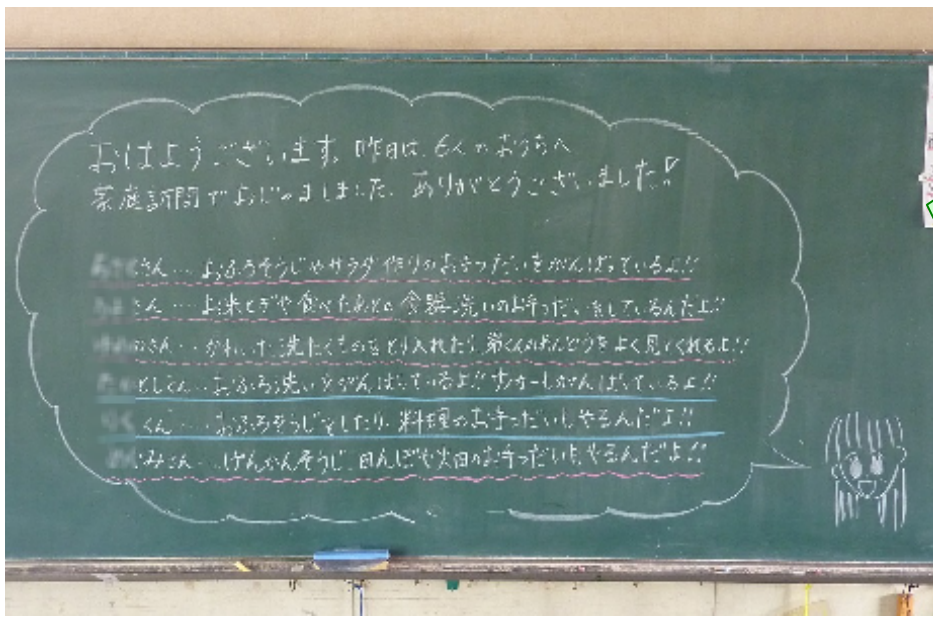 おはようございます。昨日は、6人のおうちへ
家庭訪問でおじゃましました。ありがとうございました!
さん…おふろそうじやサラダ作りのお手つだいをがんばっているよ!!
さん…お米とぎや食べたあとの食器洗いのお手つだいをしているんだよ!!
さん…かわいた洗たくものをとり入れたり、弟くんのめんどうをよく見てくれるよ!!
としくん…おふろ洗いをがんばっているよ!!サッカーもがんばっているよ!!
くん…おふろそうじをしたり、料理のお手つだいもやるんだよ!!
みさん…げんかんそうじ、田んぼや畑のお手つだいも、やるんだよ!!